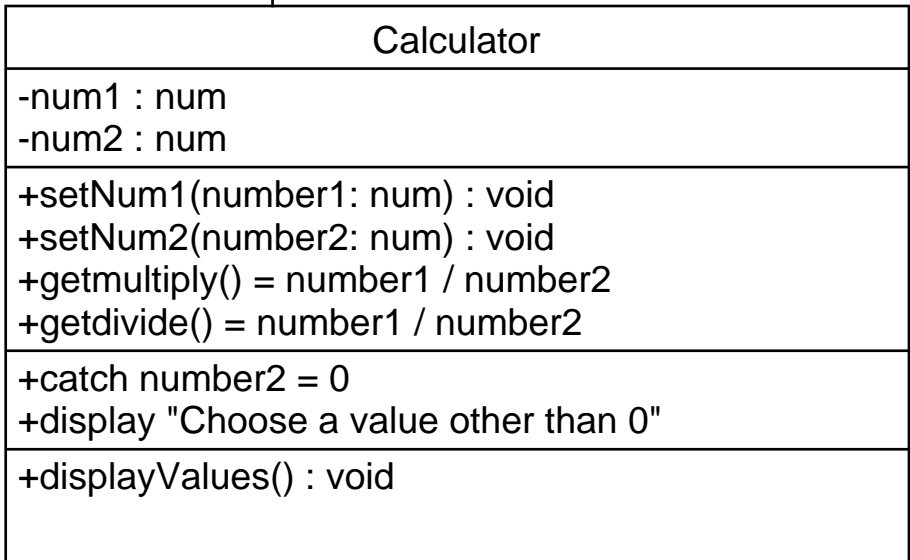 Calculator
-num1 : num
-num2 : num
+setNum1(number1: num) : void
+setNum2(number2: num) : void
+getmultiply() = number1 / number2
+getdivide() = number1 / number2
+catch number2 = 0
+display "Choose a value other than 0"
+displayValues() : void